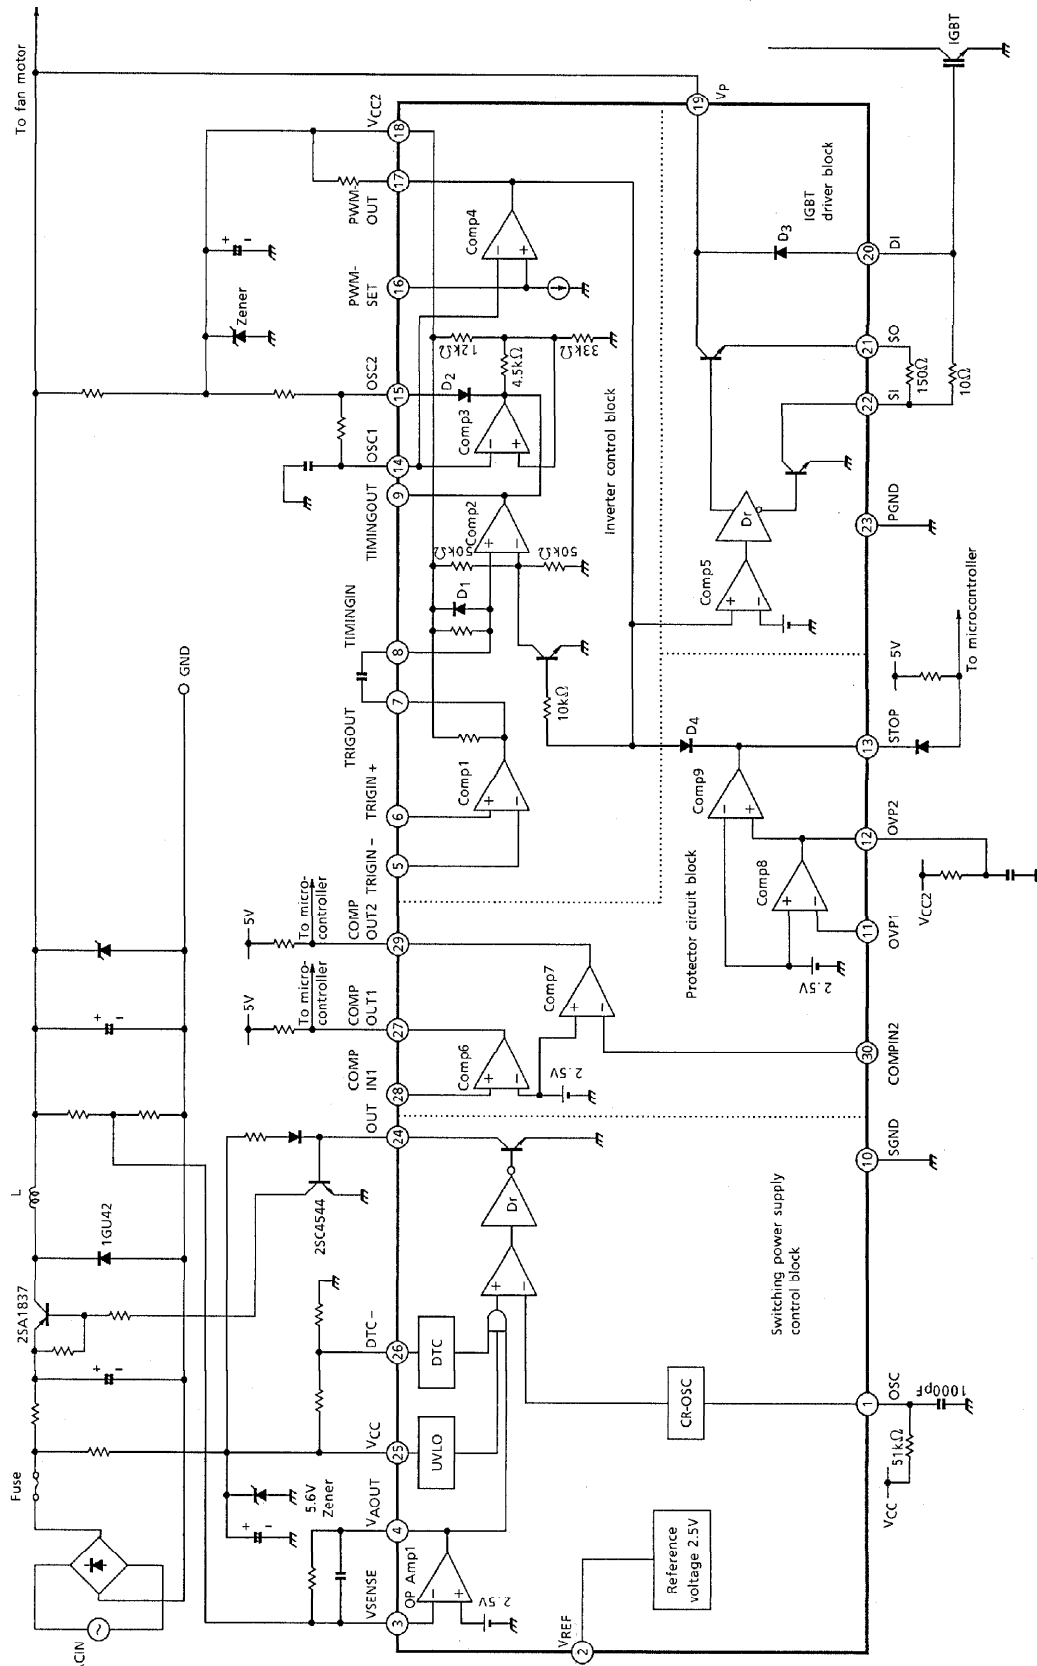 To fan motor
GND
Fuse
ACIN
2SA1837
1GU42
L
2SC4544
5.6V
Zener
Zener
5V
To micro-
controller
5V
To micro-
controller
VSENSE
VAOUT
VCC
DTC −
OUT
COMP
IN1
COMP
OUT1
COMP
OUT2
TRIGIN −
TRIGIN +
TRIGOUT
TIMINGIN
TIMINGOUT
OSC1
OSC2
PWM-
SET
PWM-
OUT
VCC2
3
4
25
26
24
28
27
29
5
6
7
8
9
14
15
16
17
18
OP Amp1
2.5V
UVLO
DTC
Dr
CR-OSC
Reference
voltage 2.5V
Switching power supply
control block
Comp6
Comp7
2.5V
Comp1
D1
50kΩ
50kΩ
10kΩ
Comp2
Comp3
D2
4.5kΩ
12kΩ
33kΩ
Comp4
Inverter control block
Protector circuit block
Comp8
Comp9
2.5V
D4
Comp5
Dr
D3
IGBT
driver block
VREF
2
1
OSC
10
SGND
30
COMPIN2
11
OVP1
12
OVP2
13
STOP
23
PGND
22
SI
21
SO
20
DI
19
VP
VCC
51kΩ
1000pF
VCC2
5V
To microcontroller
150Ω
10Ω
IGBT